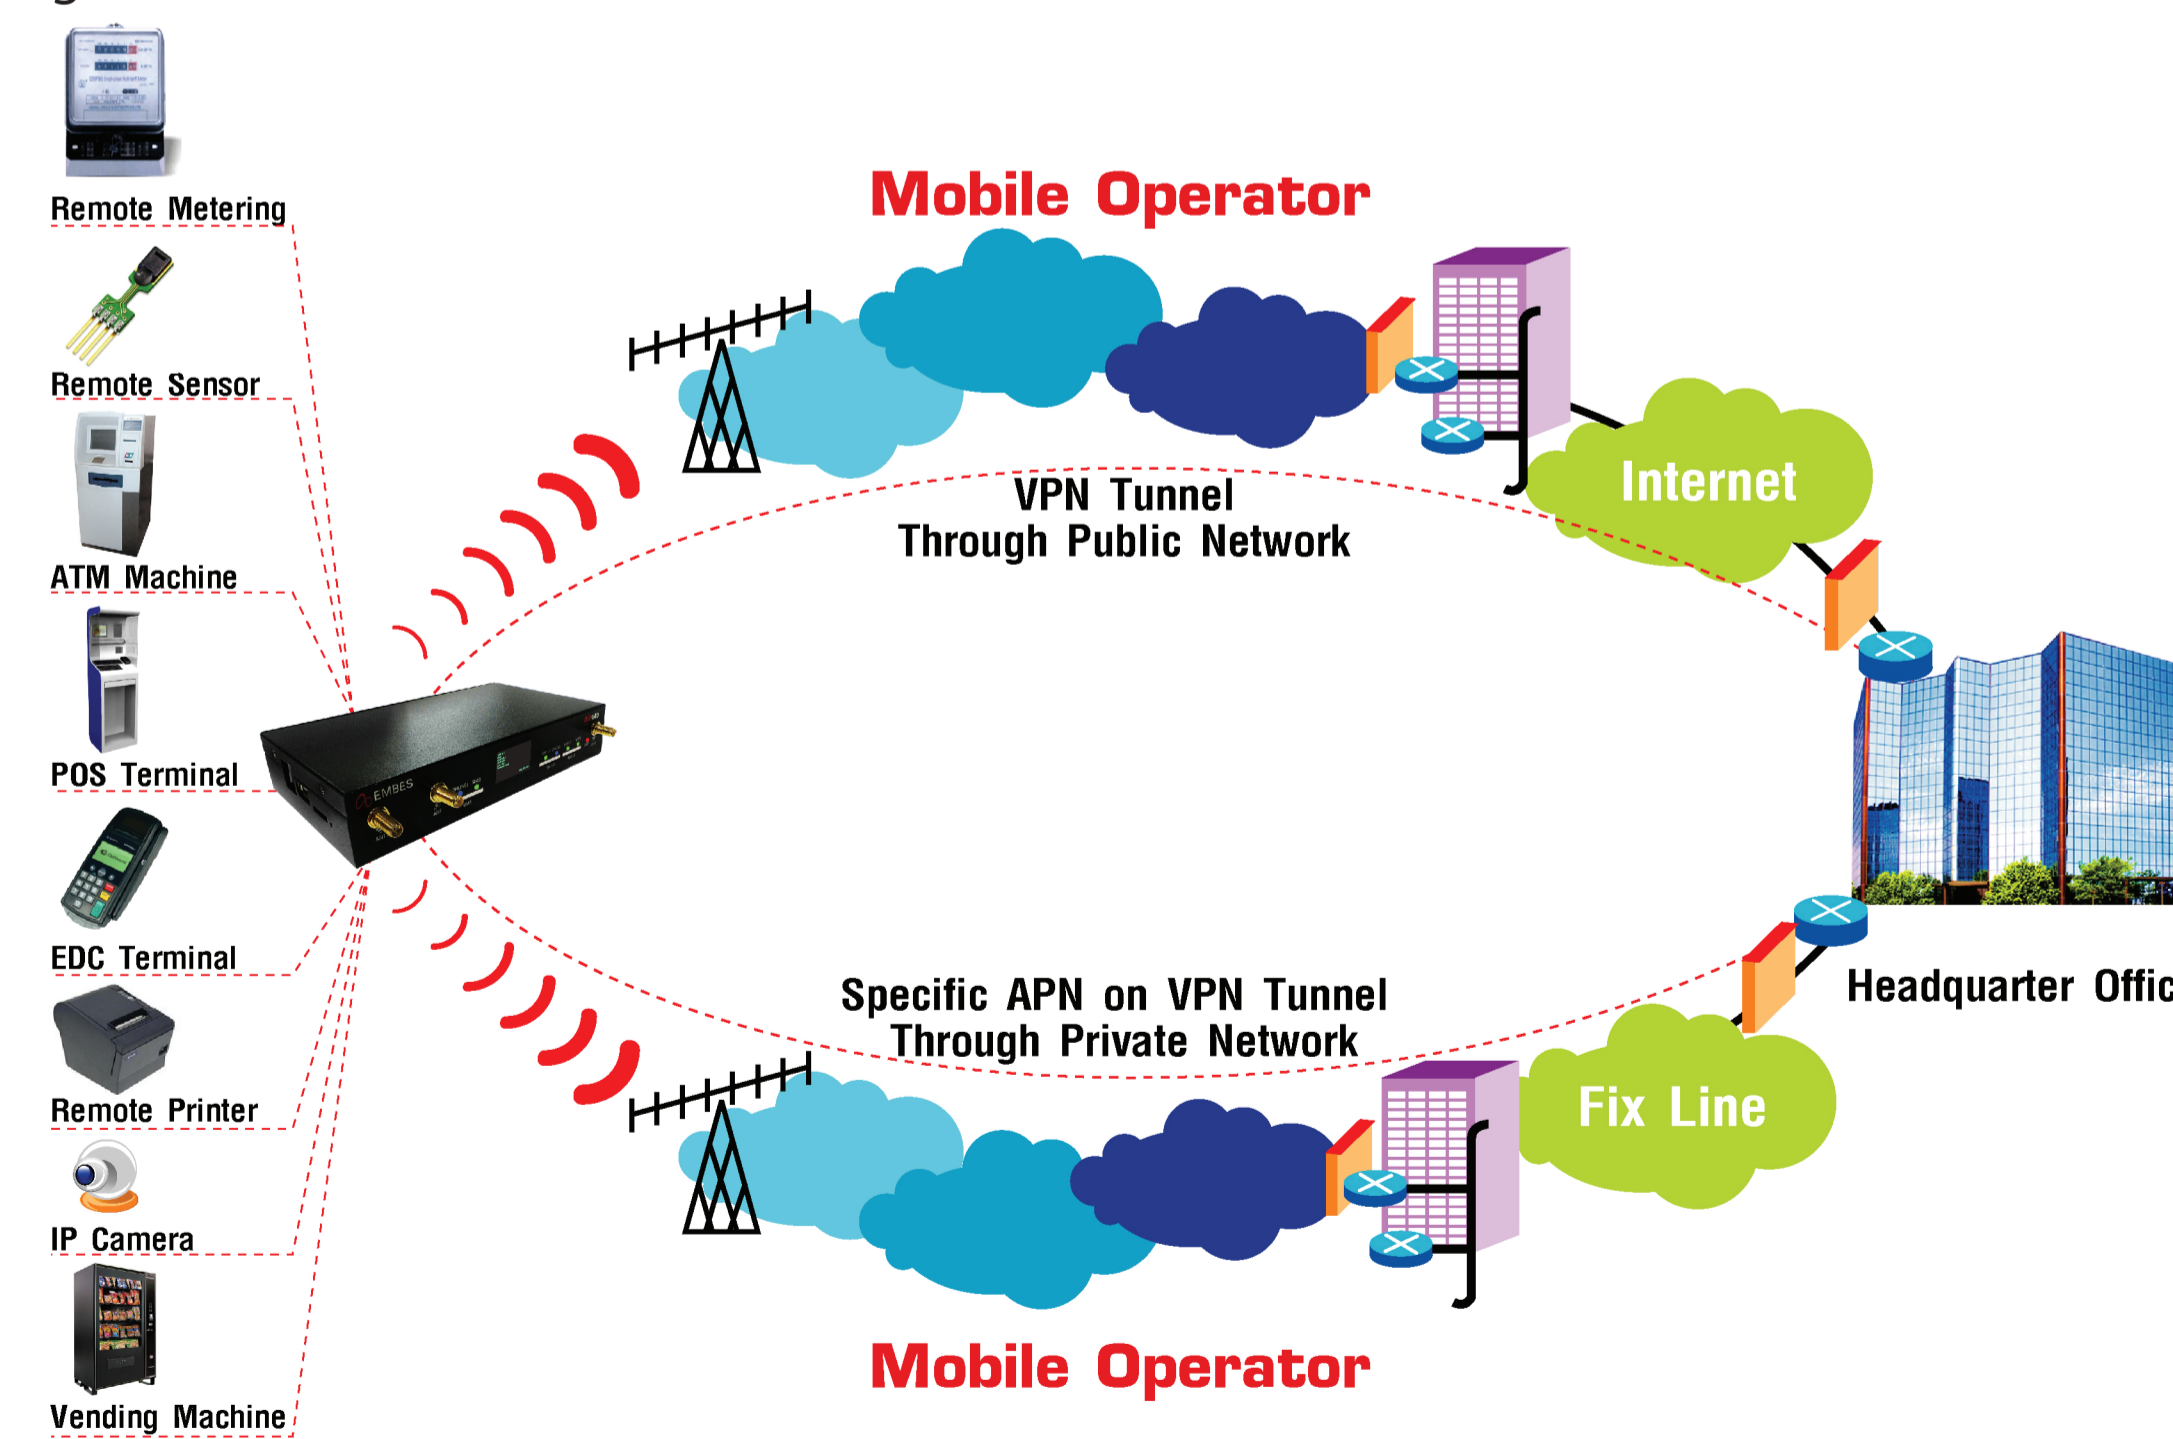 Remote Metering
Remote Sensor
ATM Machine
POS Terminal
EDC Terminal
Remote Printer
IP Camera
Vending Machine
EMBES
Mobile Operator
VPN Tunnel
Through Public Network
Internet
Headquarter Offic
Specific APN on VPN Tunnel
Through Private Network
Fix Line
Mobile Operator